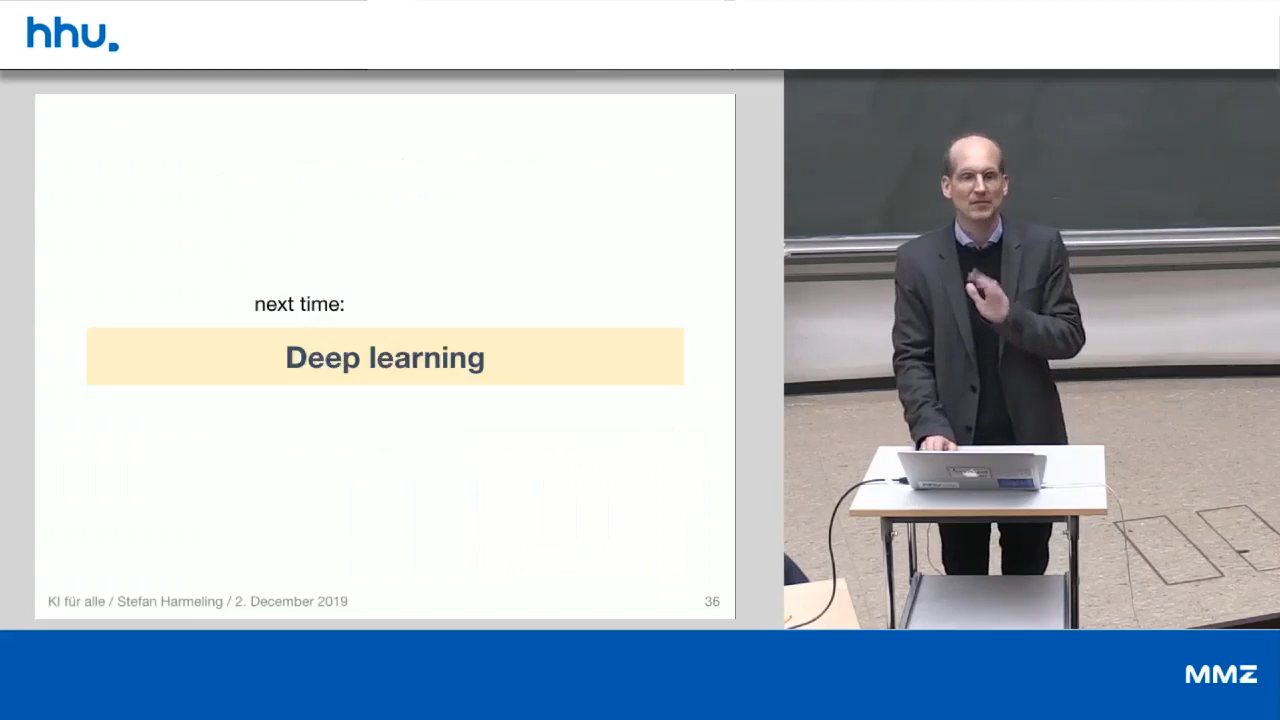 hhu.
next time:
Deep learning
KI für alle / Stefan Harmeling / 2. December 2019
36
MMZ